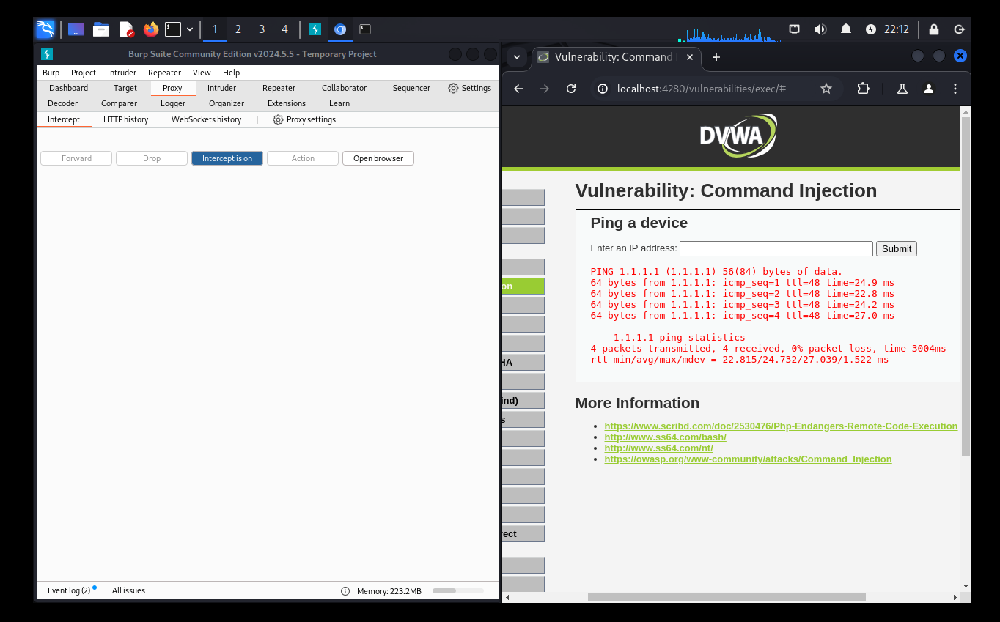 1 2 3 4 22:12
Burp Suite Community Edition v2024.5.5 - Temporary Project
Burp Project Intruder Repeater View Help
Dashboard Target Proxy Intruder Repeater Collaborator Sequencer Settings
Decoder Comparer Logger Organizer Extensions Learn
Intercept HTTP history WebSockets history Proxy settings
Forward Drop Intercept is on Action Open browser
Event log (2) All issues Memory: 223.2MB
Vulnerability: Command
localhost:4280/vulnerabilities/exec/#
DVWA
on
HA
ind)
s
rect
Vulnerability: Command Injection
Ping a device
Enter an IP address: Submit
PING 1.1.1.1 (1.1.1.1) 56(84) bytes of data.
64 bytes from 1.1.1.1: icmp_seq=1 ttl=48 time=24.9 ms
64 bytes from 1.1.1.1: icmp_seq=2 ttl=48 time=22.8 ms
64 bytes from 1.1.1.1: icmp_seq=3 ttl=48 time=24.2 ms
64 bytes from 1.1.1.1: icmp_seq=4 ttl=48 time=27.0 ms
--- 1.1.1.1 ping statistics ---
4 packets transmitted, 4 received, 0% packet loss, time 3004ms
rtt min/avg/max/mdev = 22.815/24.732/27.039/1.522 ms
More Information
https://www.scribd.com/doc/2530476/Php-Endangers-Remote-Code-Execution
http://www.ss64.com/bash/
http://www.ss64.com/nt/
https://owasp.org/www-community/attacks/Command_Injection